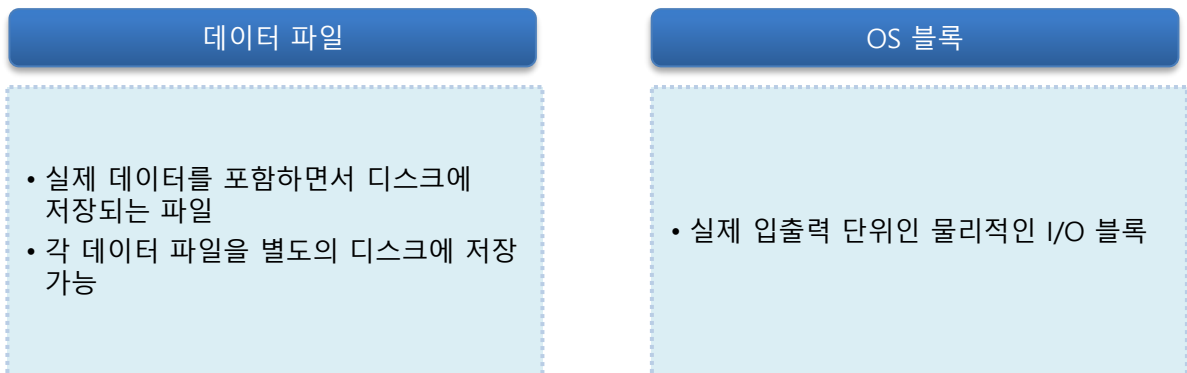 데이터 파일
• 실제 데이터를 포함하면서 디스크에
저장되는 파일
• 각 데이터 파일을 별도의 디스크에 저장
가능
OS 블록
• 실제 입출력 단위인 물리적인 I/O 블록